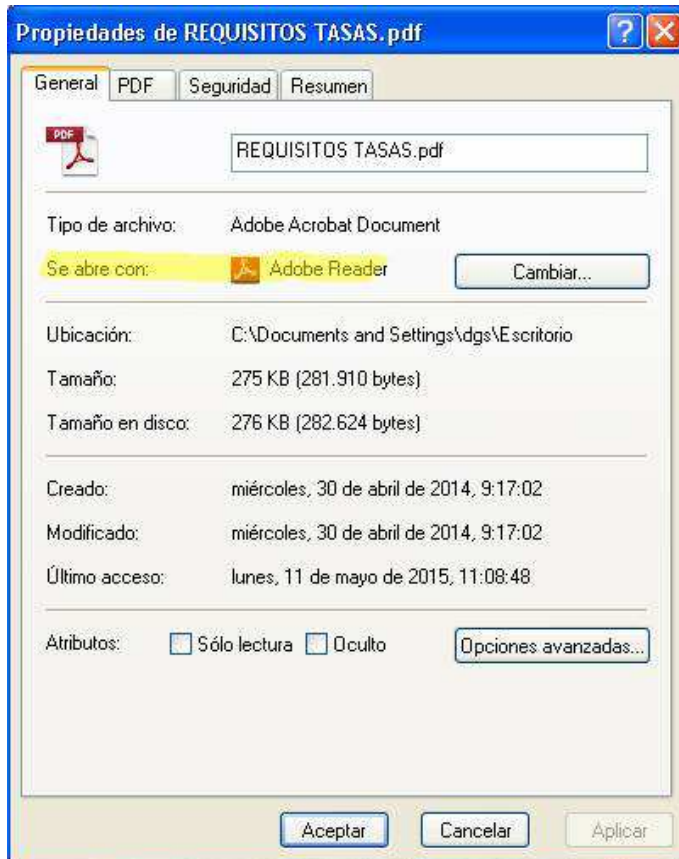 Propiedades de REQUISITOS TASAS.pdf
General PDF Seguridad Resumen
PDF
REQUISITOS TASAS.pdf
Tipo de archivo: Adobe Acrobat Document
Se abre con: Adobe Reader Cambiar...
Ubicación: C:\Documents and Settings\dgs\Escritorio
Tamaño: 275 KB (281.910 bytes)
Tamaño en disco: 276 KB (282.624 bytes)
Creado: miércoles, 30 de abril de 2014, 9:17:02
Modificado: miércoles, 30 de abril de 2014, 9:17:02
Último acceso: lunes, 11 de mayo de 2015, 11:08:48
Atributos: Sólo lectura Oculto Opciones avanzadas...
Aceptar Cancelar Aplicar